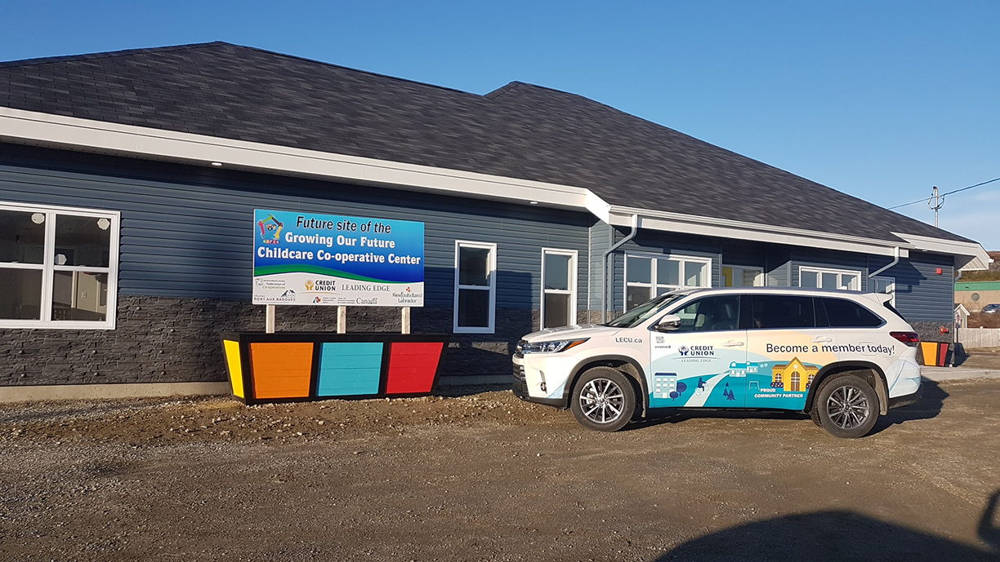 Future site of the
Growing Our Future
Childcare Co-operative Center
Federation of
Co-operatives
CREDIT
UNION
LEADING EDGE
Newfoundland
Labrador
PORT AUX BASQUES
Canada
LECU.ca
CREDIT
UNION
LEADING EDGE
Become a member today!
PROUD
COMMUNITY PARTNER